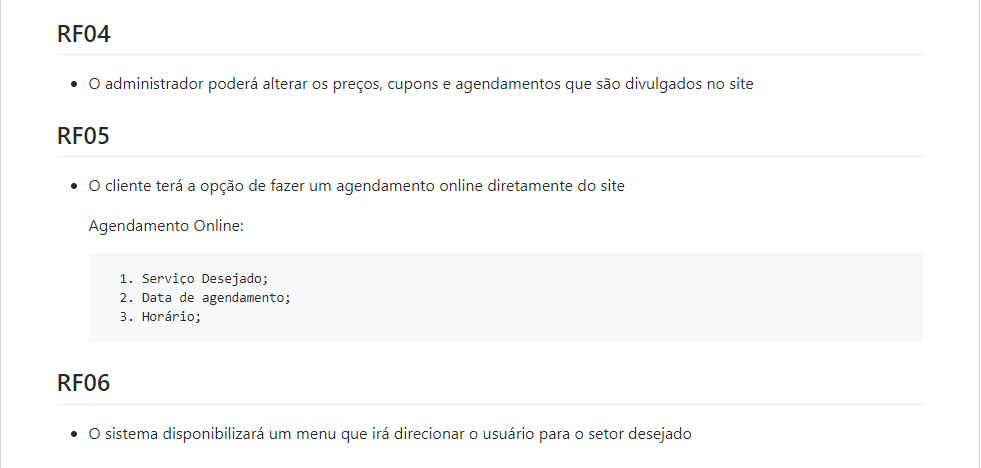 RF04
O administrador poderá alterar os preços, cupons e agendamentos que são divulgados no site
RF05
O cliente terá a opção de fazer um agendamento online diretamente do site
Agendamento Online:
1. Serviço Desejado;
2. Data de agendamento;
3. Horário;
RF06
O sistema disponibilizará um menu que irá direcionar o usuário para o setor desejado